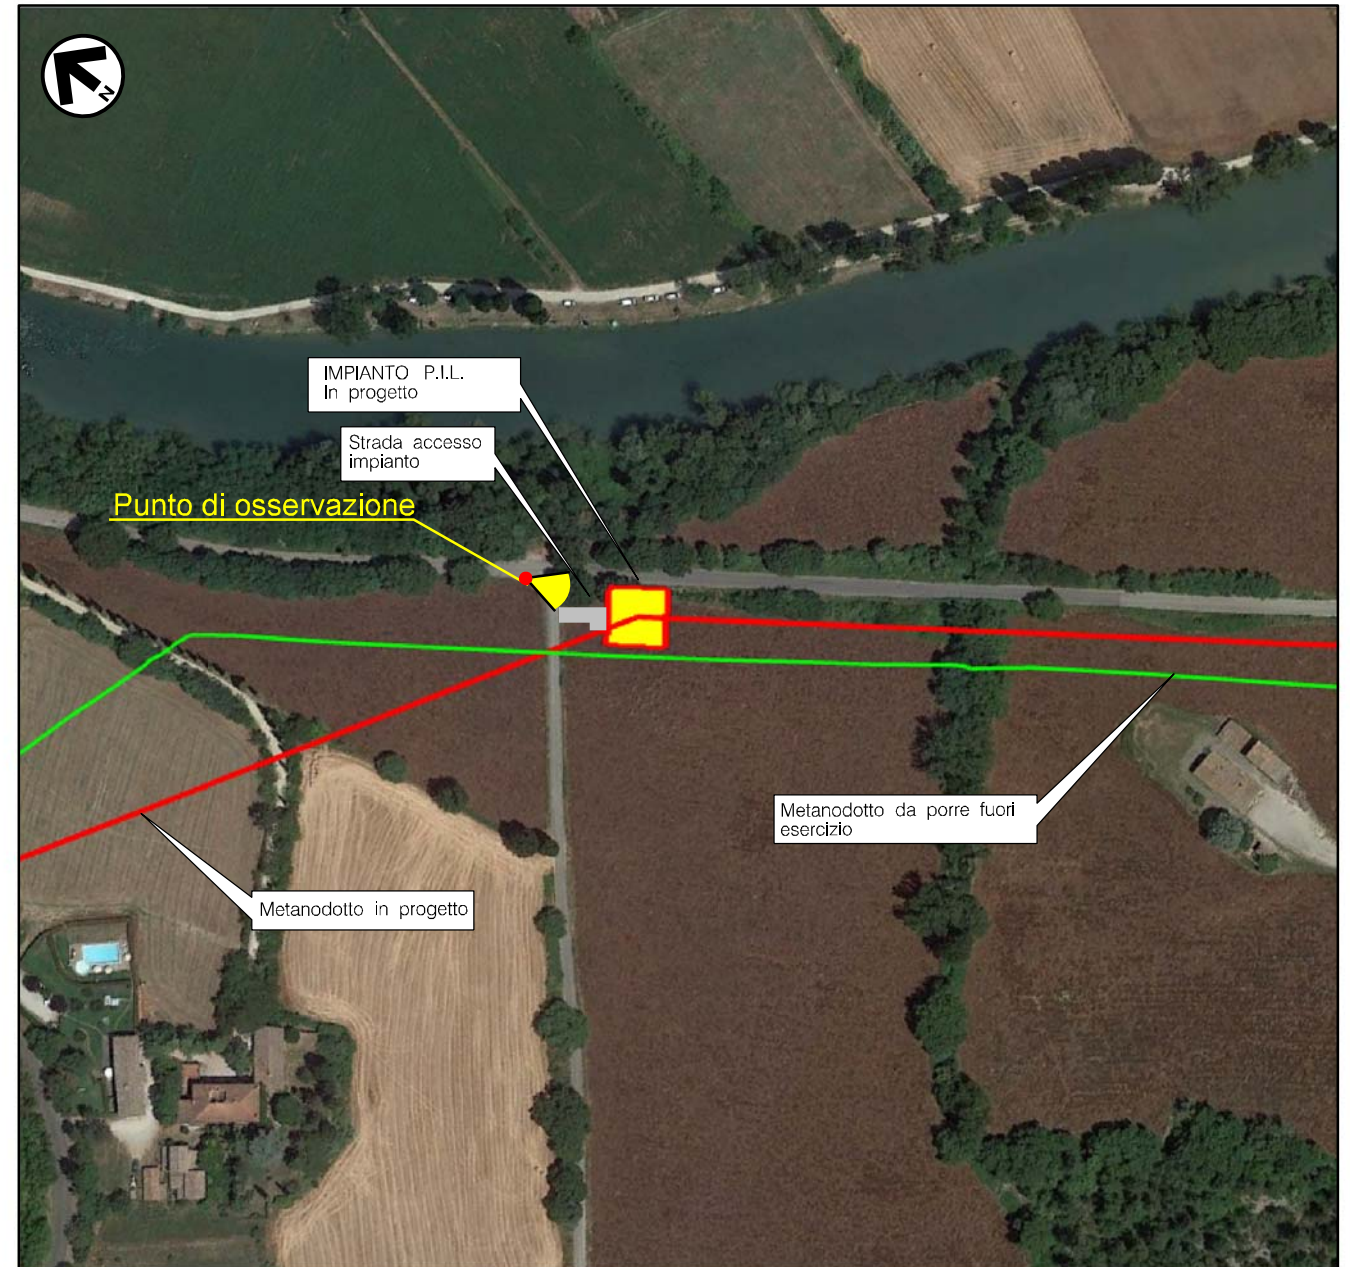 N
IMPIANTO P.I.L.
In progetto
Strada accesso
impianto
Punto di osservazione
Metanodotto da porre fuori
esercizio
Metanodotto in progetto